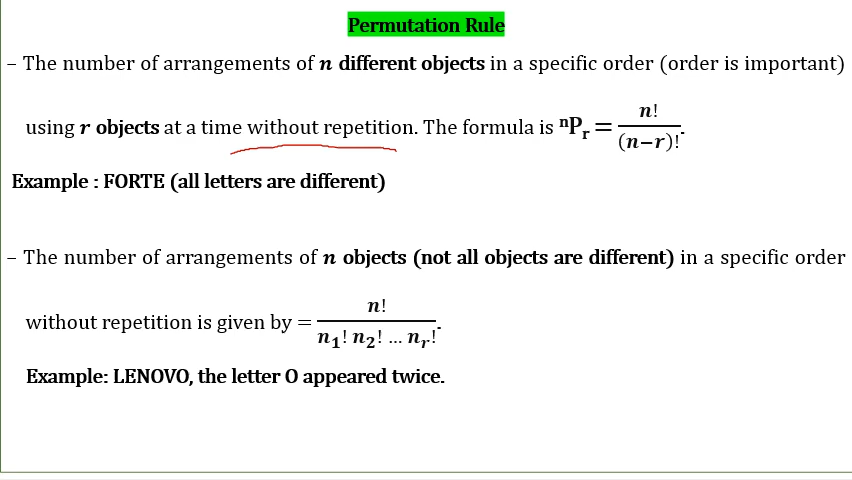 Permutation Rule
– The number of arrangements of n different objects in a specific order (order is important)
using r objects at a time without repetition. The formula is ⁿPᵣ = n!/(n−r)!.
Example : FORTE (all letters are different)
– The number of arrangements of n objects (not all objects are different) in a specific order
without repetition is given by = n!/(n₁! n₂! ... nᵣ!).
Example: LENOVO, the letter O appeared twice.